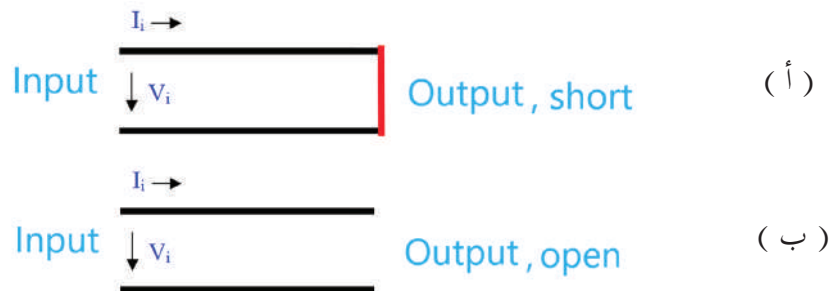 Iᵢ
Input Vᵢ Output, short ( أ )
Iᵢ
Input Vᵢ Output, open ( ب )